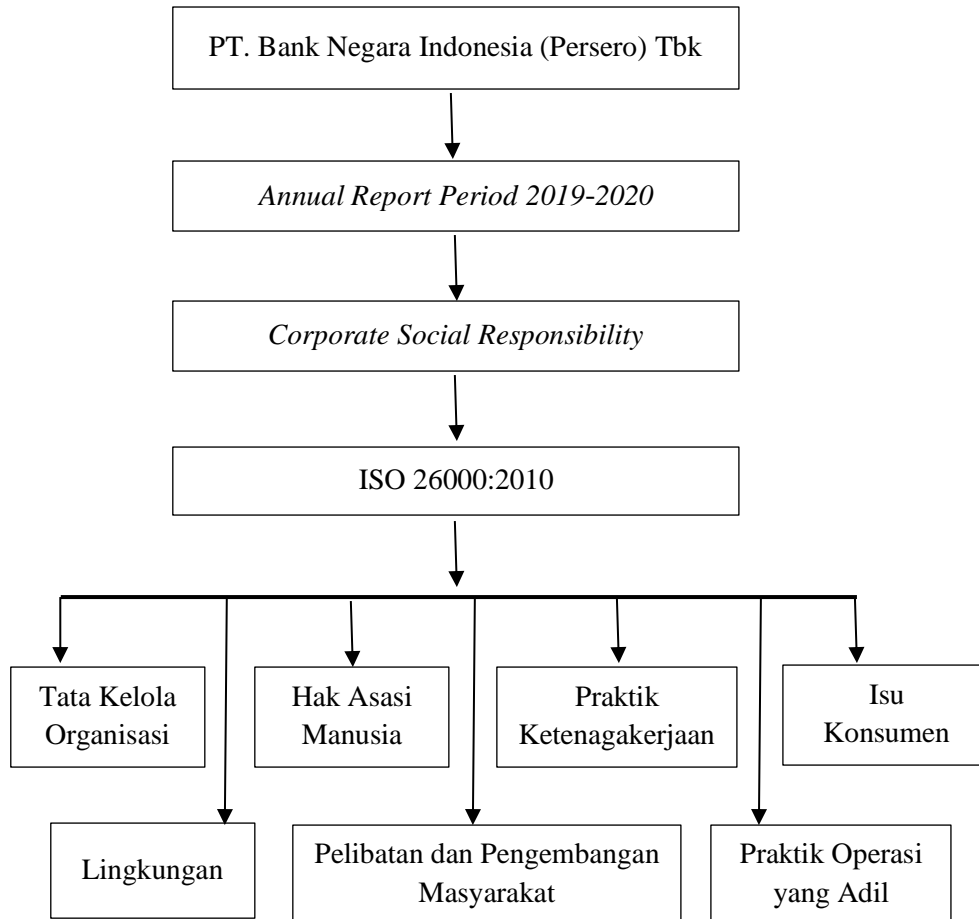 PT. Bank Negara Indonesia (Persero) Tbk
Annual Report Period 2019-2020
Corporate Social Responsibility
ISO 26000:2010
Tata Kelola
Organisasi
Hak Asasi
Manusia
Praktik
Ketenagakerjaan
Isu
Konsumen
Lingkungan
Pelibatan dan Pengembangan
Masyarakat
Praktik Operasi
yang Adil